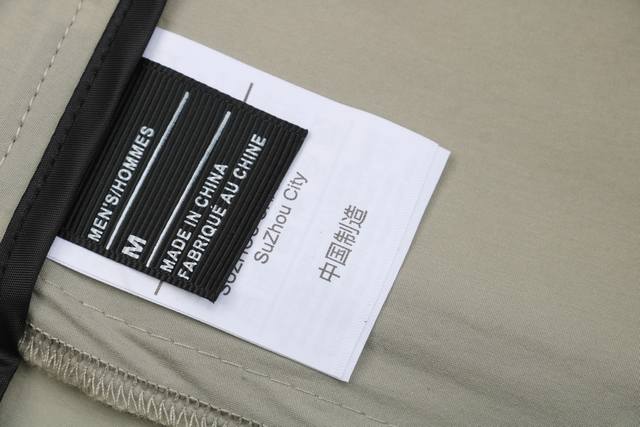 MEN'S/HOMMES
M
MADE IN CHINA
FABRIQUÉ AU CHINE
SuZhou City
中国制造